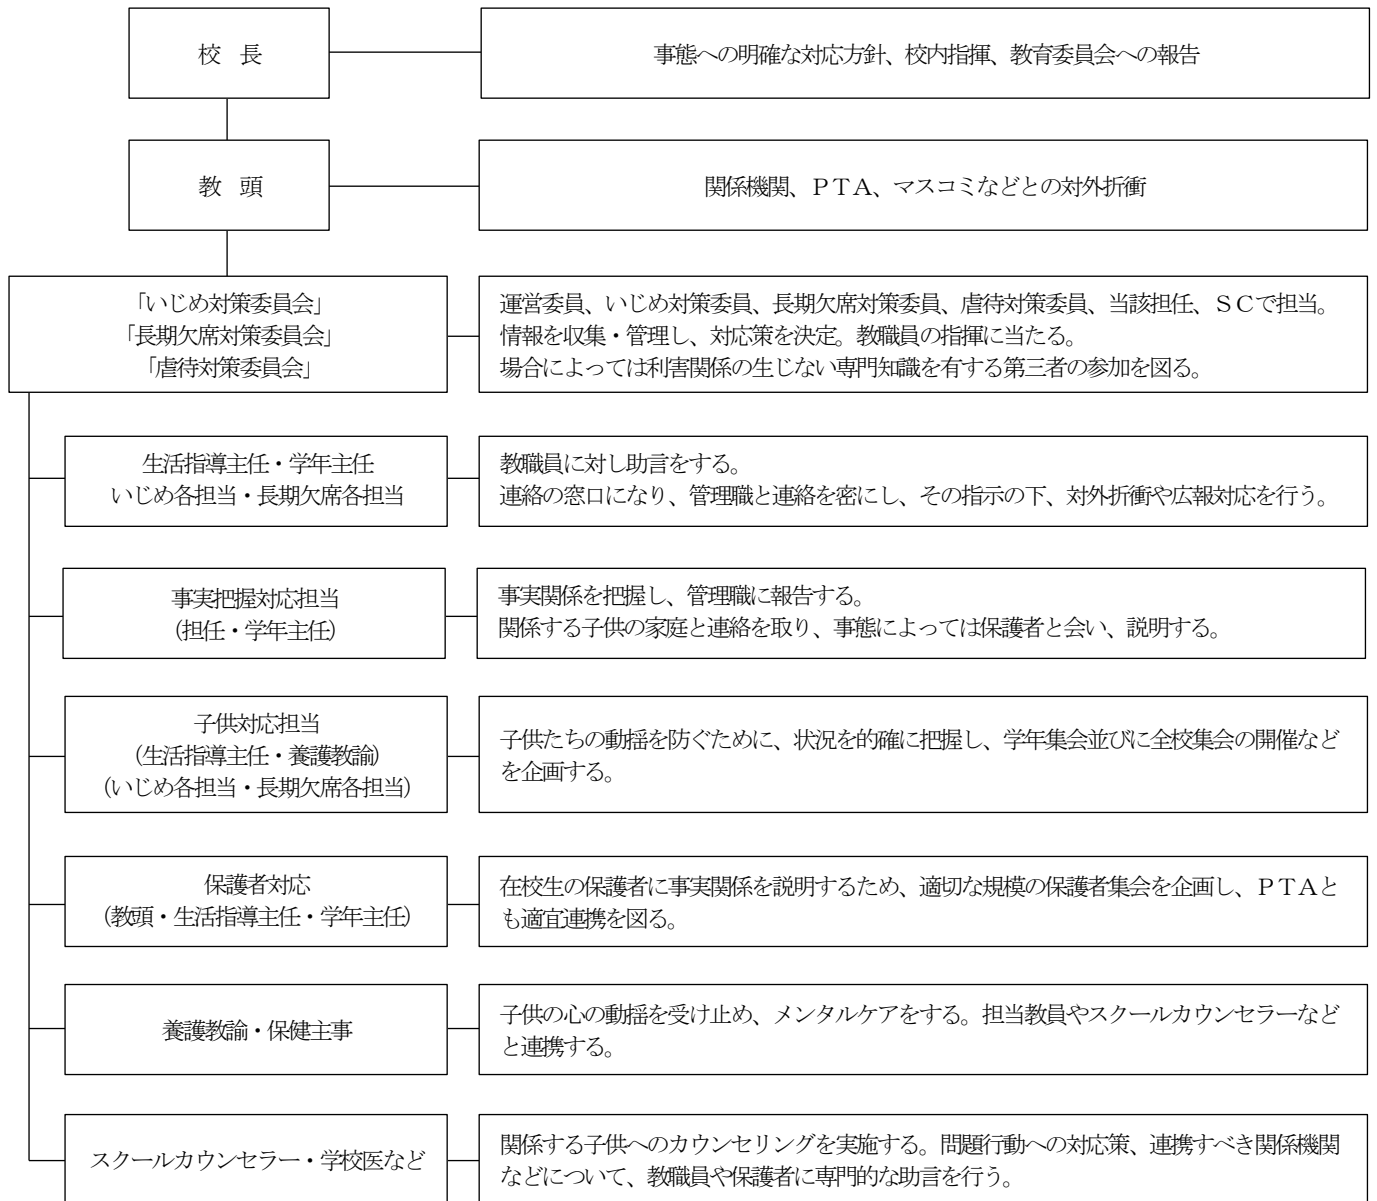 校 長
事態への明確な対応方針、校内指揮、教育委員会への報告
教 頭
関係機関、ＰＴＡ、マスコミなどとの対外折衝
「いじめ対策委員会」
「長期欠席対策委員会」
「虐待対策委員会」
運営委員、いじめ対策委員、長期欠席対策委員、虐待対策委員、当該担任、ＳＣで担当。
情報を収集・管理し、対応策を決定。教職員の指揮に当たる。
場合によっては利害関係の生じない専門知識を有する第三者の参加を図る。
生活指導主任・学年主任
いじめ各担当・長期欠席各担当
教職員に対し助言をする。
連絡の窓口になり、管理職と連絡を密にし、その指示の下、対外折衝や広報対応を行う。
事実把握対応担当
(担任・学年主任)
事実関係を把握し、管理職に報告する。
関係する子供の家庭と連絡を取り、事態によっては保護者と会い、説明する。
子供対応担当
(生活指導主任・養護教諭)
(いじめ各担当・長期欠席各担当)
子供たちの動揺を防ぐために、状況を的確に把握し、学年集会並びに全校集会の開催など
を企画する。
保護者対応
(教頭・生活指導主任・学年主任)
在校生の保護者に事実関係を説明するため、適切な規模の保護者集会を企画し、ＰＴＡと
も適宜連携を図る。
養護教諭・保健主事
子供の心の動揺を受け止め、メンタルケアをする。担当教員やスクールカウンセラーなど
と連携する。
スクールカウンセラー・学校医など
関係する子供へのカウンセリングを実施する。問題行動への対応策、連携すべき関係機関
などについて、教職員や保護者に専門的な助言を行う。